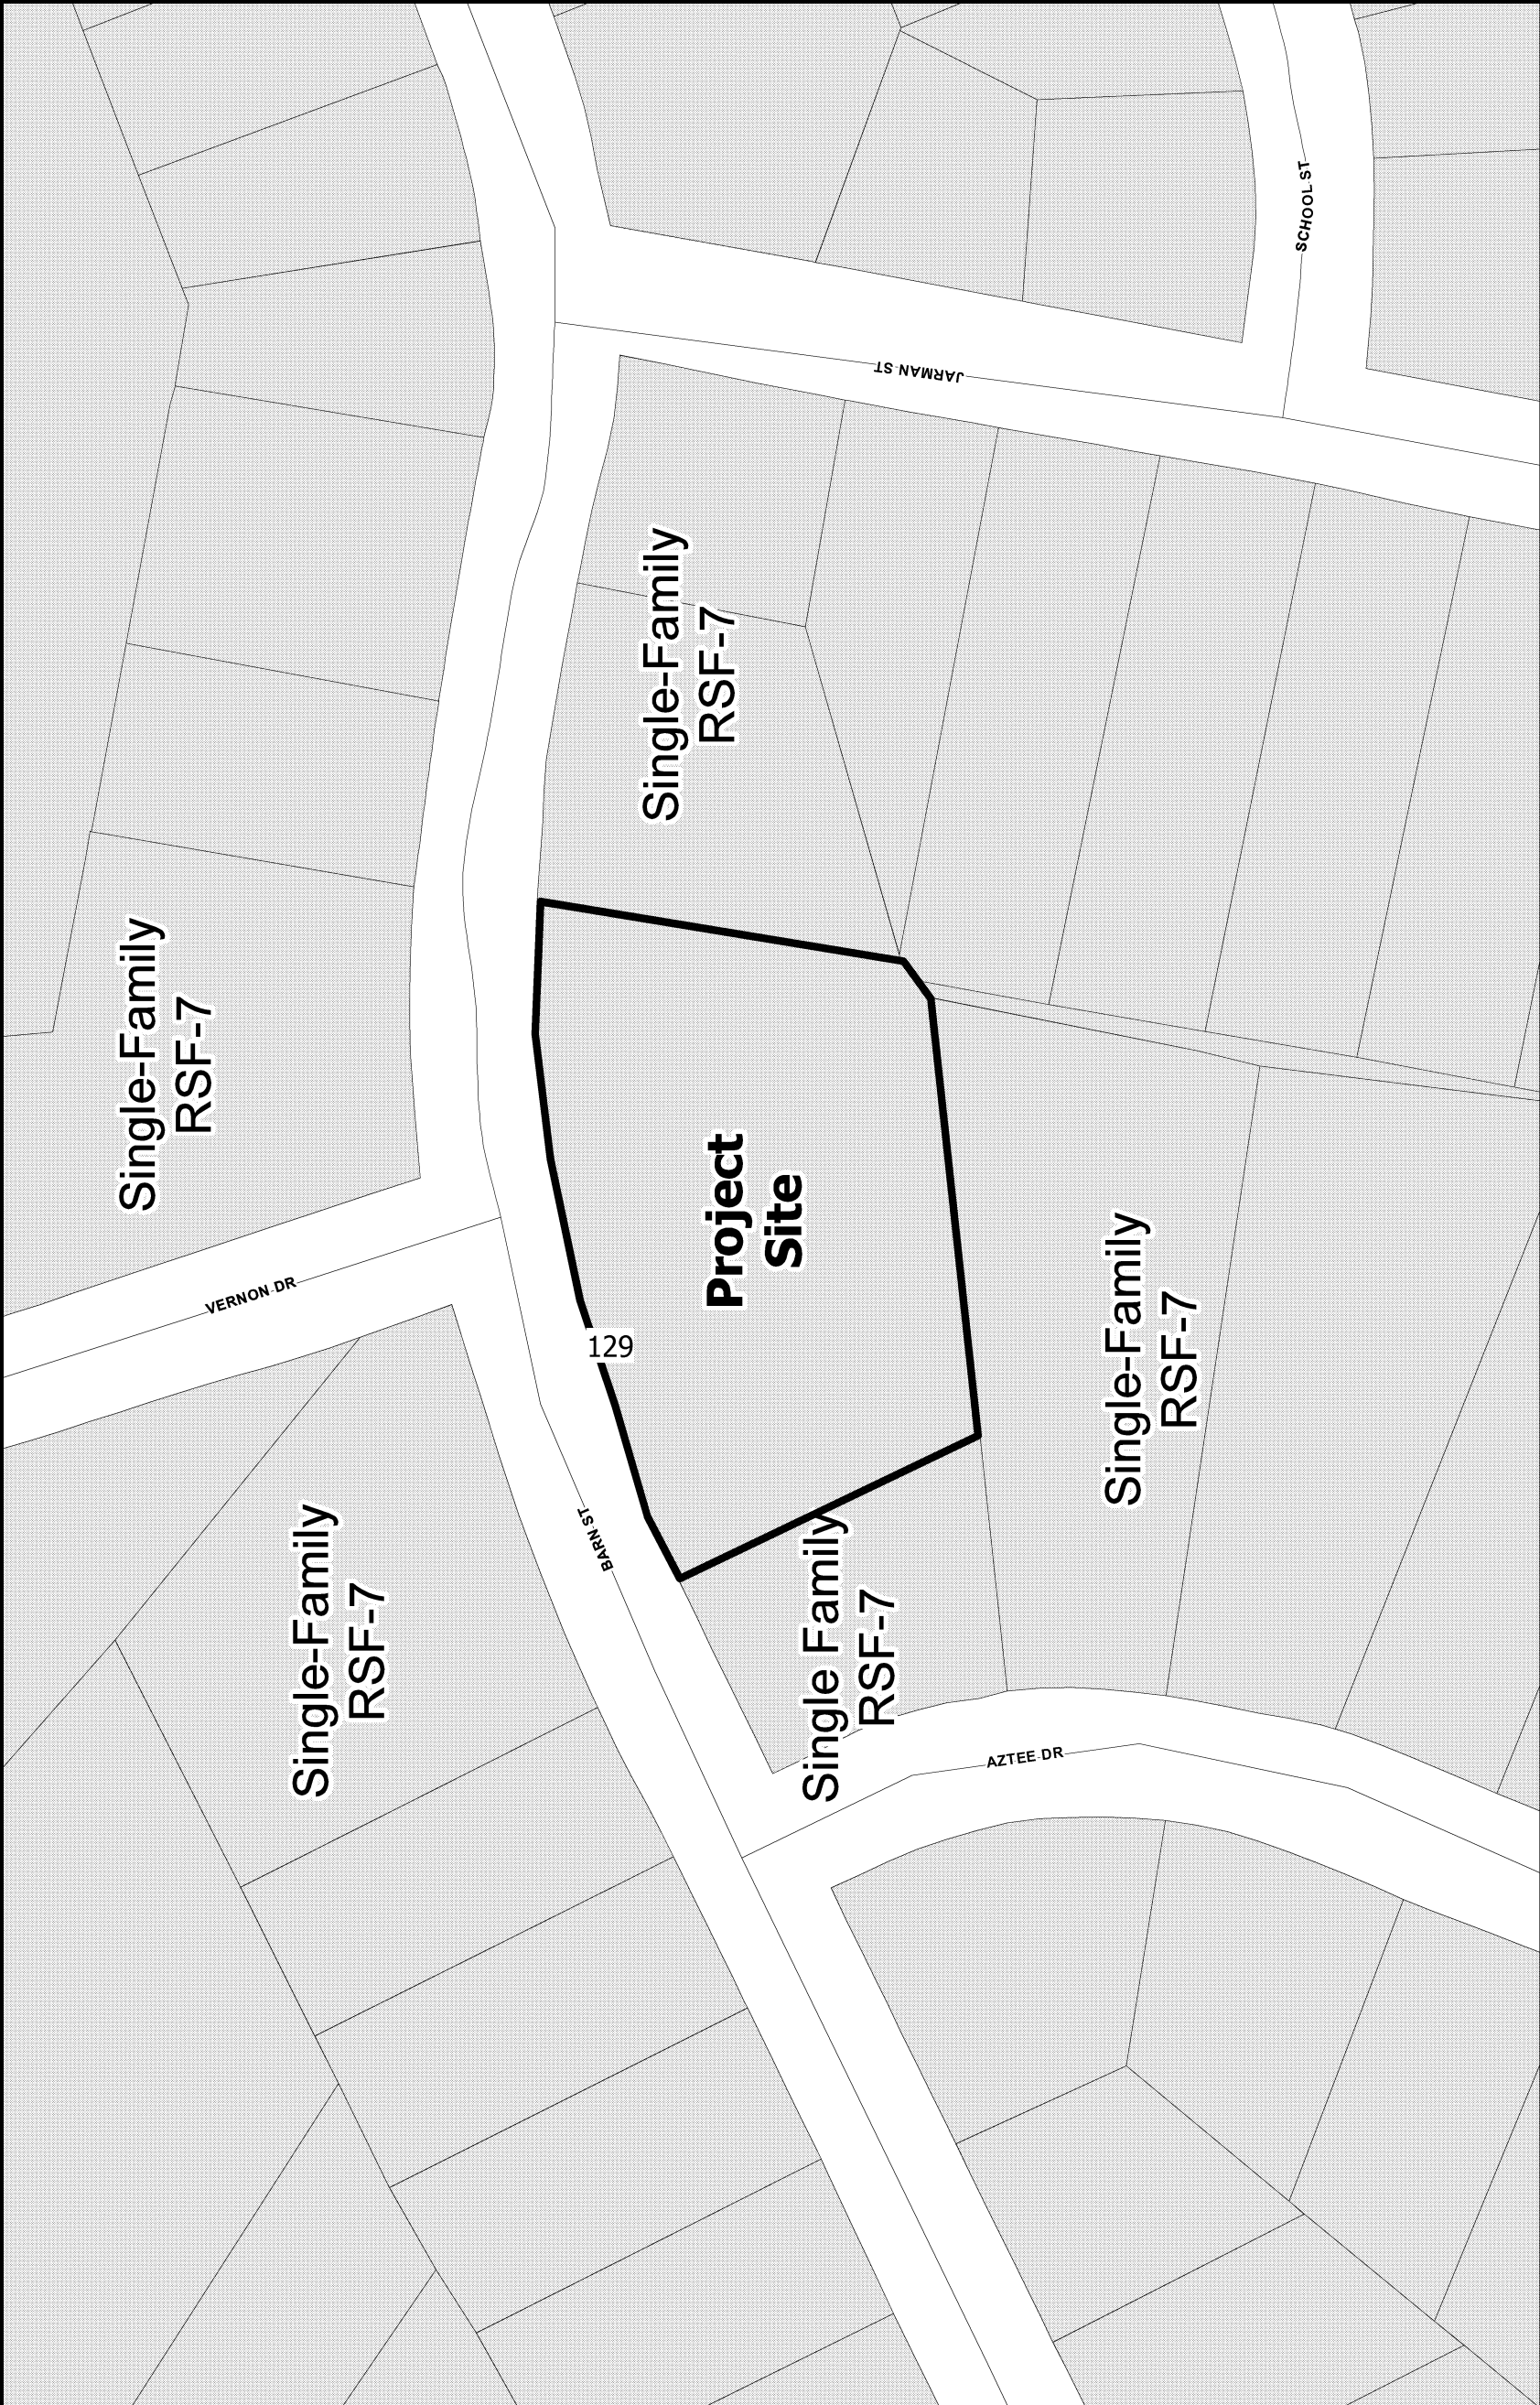 SCHOOL ST
JARMAN ST
Single-Family
RSF-7
Single-Family
RSF-7
Project
Site
Single-Family
RSF-7
VERNON DR
129
BARN ST
Single-Family
RSF-7
Single Family
RSF-7
AZTEE DR